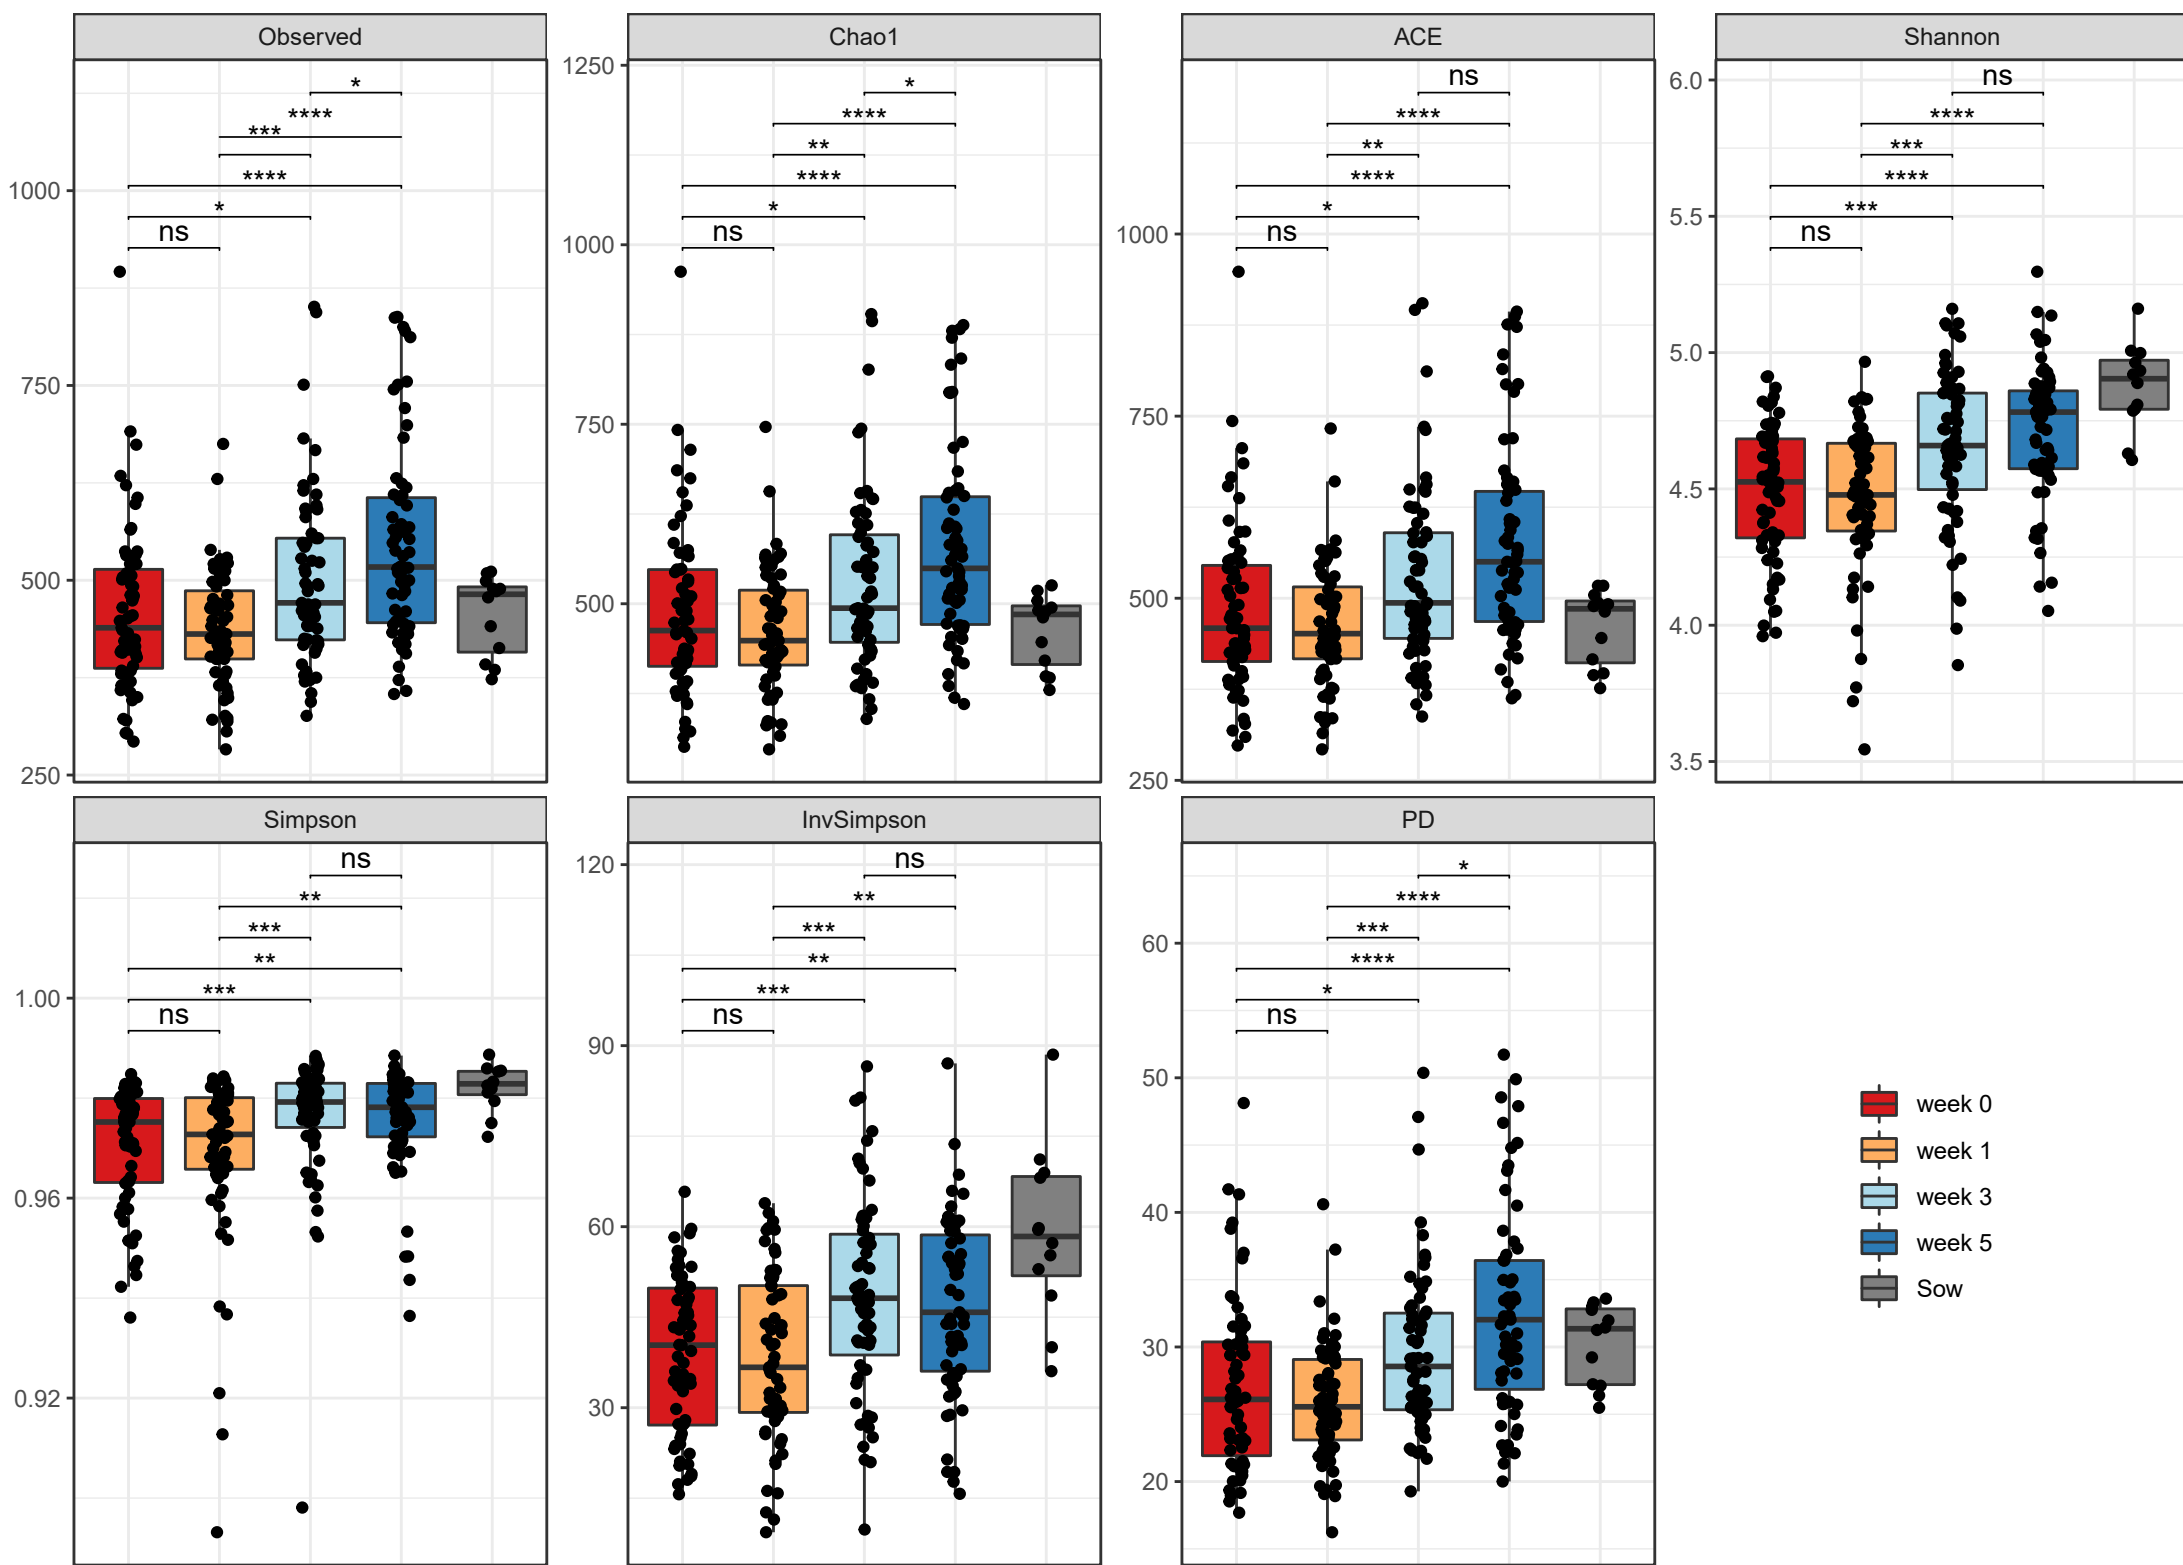 Observed
Chao1
ACE
Shannon
1000
750
500
250
*
****
***
****
*
ns
1250
1000
750
500
*
****
**
****
*
ns
1000
750
500
250
ns
****
**
****
*
ns
6.0
5.5
5.0
4.5
4.0
3.5
ns
****
***
****
***
ns
Simpson
InvSimpson
PD
1.00
0.96
0.92
ns
**
***
**
***
ns
120
90
60
30
ns
**
***
**
***
ns
60
50
40
30
20
*
****
***
****
*
ns
week 0
week 1
week 3
week 5
Sow